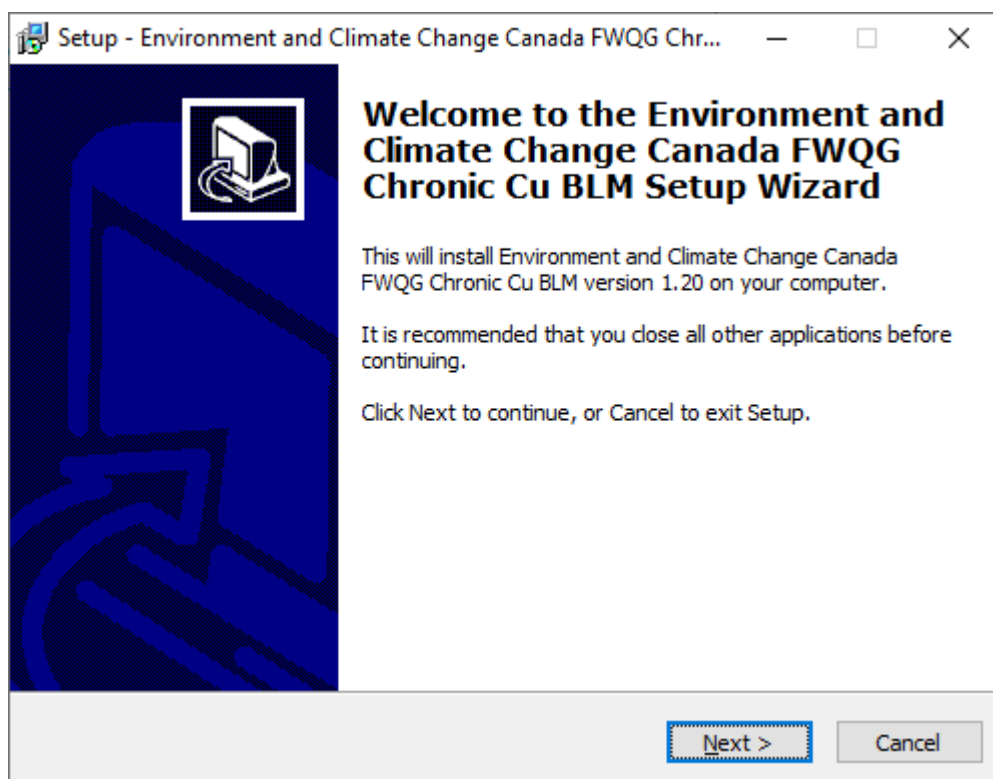 Setup - Environment and Climate Change Canada FWQG Chr...
Welcome to the Environment and
Climate Change Canada FWQG
Chronic Cu BLM Setup Wizard
This will install Environment and Climate Change Canada
FWQG Chronic Cu BLM version 1.20 on your computer.
It is recommended that you close all other applications before
continuing.
Click Next to continue, or Cancel to exit Setup.
Next >
Cancel